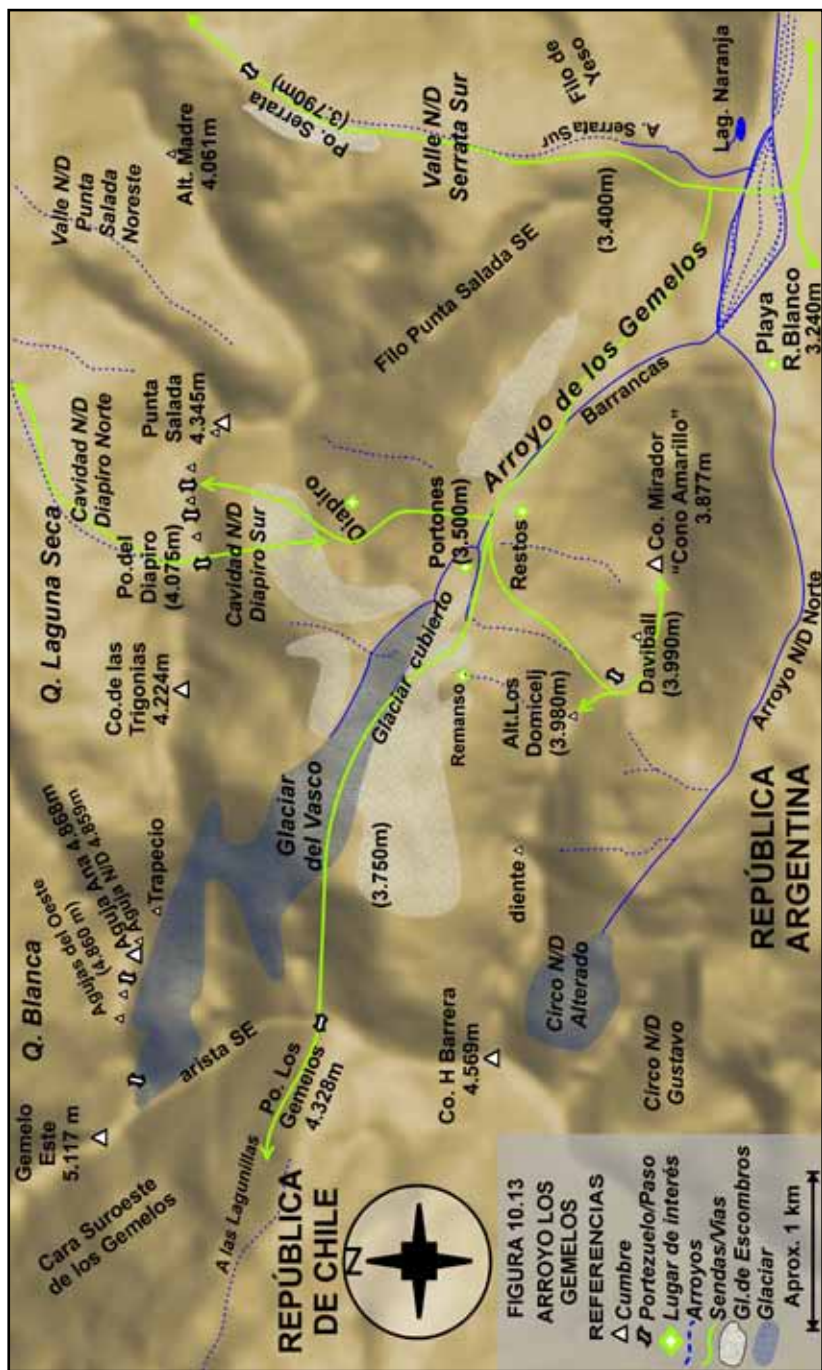 Gemelo
Este
5.117 m
Cara Suroeste
de los Gemelos
Q. Blanca
Agujas del Oeste
(4.860 m)
Aguja Ana 4.868m
Aguja N/D 4.859m
Trapecio
arista SE
A las Lagunillas
Po. Los
Gemelos
4.328m
REPÚBLICA
DE CHILE
N
Q. Laguna Seca
Co.de las
Trigonias
4.224m
Po.del
Diapiro
(4.075m)
Cavidad N/D
Diapiro Norte
Cavidad N/D
Diapiro Sur
Punta
Salada
4.345m
Valle N/D
Punta
Salada
Noreste
Alt. Madre
4.061m
Po. Serrata
(3.790m)
Valle N/D
Serrata Sur
Filo de
Yeso
A. Serrata Sur
Lag. Naranja
(3.400m)
Filo Punta Salada SE
Diapiro
Glaciar
del Vasco
Glaciar cubierto
(3.750m)
Portones
(3.500m)
Arroyo de los Gemelos
Barrancas
Restos
Remanso
Alt.Los
Domicelj
(3.980m)
Daviball
(3.990m)
Co. Mirador
"Cono Amarillo"
3.877m
Playa
R.Blanco
3.240m
Arroyo N/D Norte
diente
Co. H Barrera
4.569m
Circo N/D
Alterado
Circo N/D
Gustavo
REPÚBLICA
ARGENTINA
FIGURA 10.13
ARROYO LOS
GEMELOS
REFERENCIAS
Cumbre
Portezuelo/Paso
Lugar de interés
Arroyos
Sendas/Vias
Gl.de Escombros
Glaciar
Aprox. 1 km